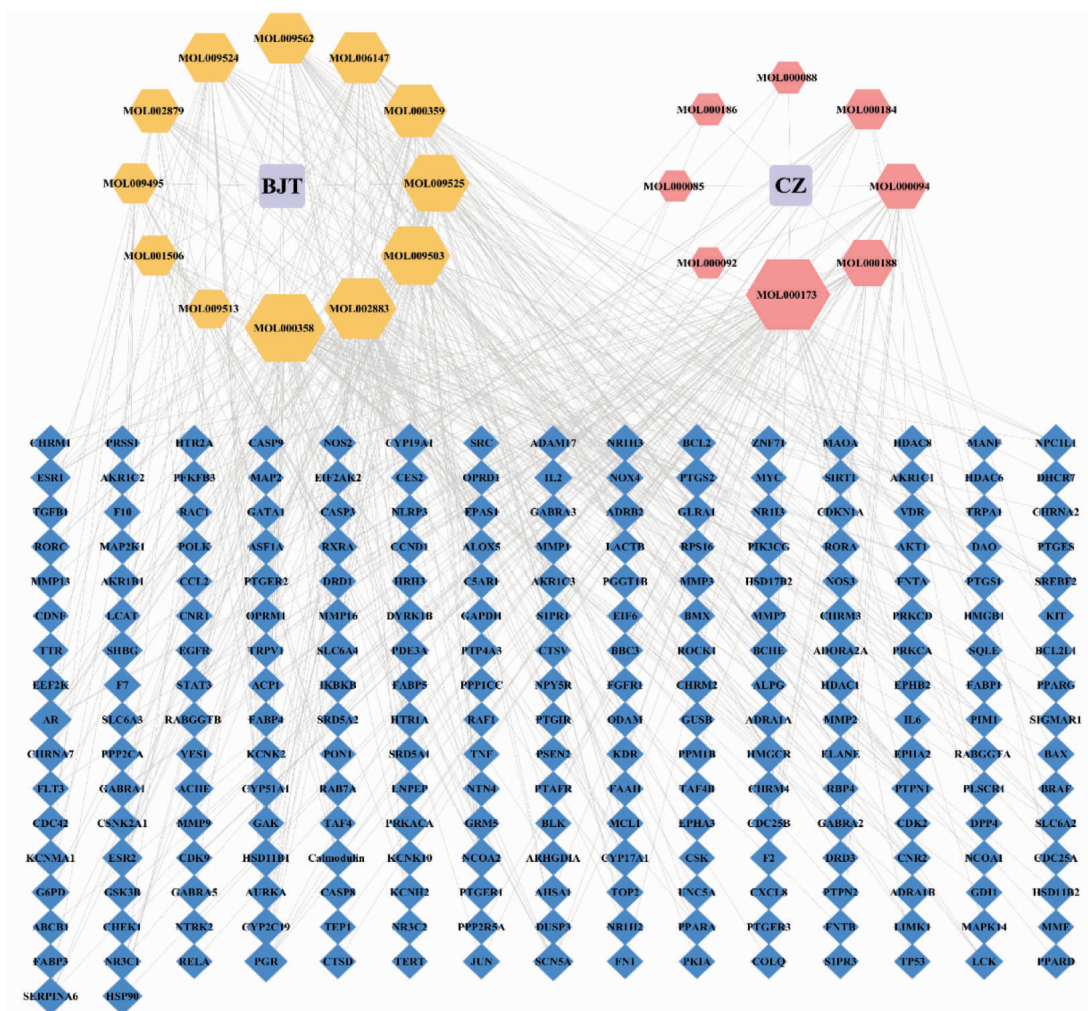 MOL009562
MOL009524
MOL006147
MOL000088
MOL002879
MOL000359
MOL000186
MOL000184
MOL009495
BJT
MOL009525
MOL000085
CZ
MOL000094
MOL001506
MOL009503
MOL000092
MOL000188
MOL009513
MOL000358
MOL002883
MOL000173
CHRM1 PRSS1 HTR2A CASP9 NOS2 CYP19A1 SRC ADAM17 NR1H3 BCL2 ZNF71 MAOA HDAC8 MANF NPC1L1
ESR1 AKR1C2 PFKFB3 MAP2 EIF2AK2 CES2 OPRD1 IL2 NOX4 PTGS2 MYC SIRT1 AKR1C1 HDAC6 DHCR7
TGFB1 F10 RAC1 GATA1 CASP3 NLRP3 EPAS1 GABRA3 ADRB2 GLRA1 NR1I3 CDKN1A VDR TRPA1 CHRNA2
RORC MAP2K1 POLK ASF1A RXRA CCND1 ALOX5 MMP1 LACTB RPS16 PIK3CG RORA AKT1 DAO PTGES
MMP13 AKR1B1 CCL2 PTGER2 DRD1 HRH3 C5AR1 AKR1C3 PGGT1B MMP3 HSD17B2 NOS3 FNTA PTGS1 SREBF2
CDNF LCAT CNR1 OPRM1 MMP16 DYRK1B GAPDH S1PR1 EIF6 BMX MMP7 CHRM3 PRKCD HMGB1 KIT
TTR SHBG EGFR TRPV1 SLC6A4 PDE3A PTP4A3 CTSV BBC3 ROCK1 BCHE ADORA2A PRKCA SQLE BCL2L1
EEF2K F7 STAT3 ACP1 IKBKB FABP5 PPP1CC NPY5R FGFR1 CHRM2 ALPG HDAC1 EPHB2 FABP1 PPARG
AR SLC6A3 RABGGTB FABP4 SRD5A2 HTR1A RAF1 PTGIR ODAM GUSB ADRA1A MMP2 IL6 PIM1 SIGMAR1
CHRNA7 PPP2CA YES1 KCNK2 PON1 SRD5A1 TNF PSEN2 KDR PPM1B HMGCR ELANE EPHA2 RABGGTA BAX
FLT3 GABRA1 ACHE CYP51A1 RAB7A LNPEP NTN4 PTAFR FAAH TAF4B CHRM4 RBP4 PTPN1 PLSCR1 BRAF
CDC42 CSNK2A1 MMP9 GAK TAF4 PRKACA GRM5 BLK MCL1 EPHA3 CDC25B GABRA2 CDK2 DPP4 SLC6A2
KCNMA1 ESR2 CDK9 HSD11B1 Calmodulin KCNK10 NCOA2 ARHGDIA CYP17A1 CSK F2 DRD3 CNR2 NCOA1 CDC25A
G6PD GSK3B GABRA5 AURKA CASP8 KCNH2 PTGER1 AHSA1 TOP2 UNC5A CXCL8 PTPN2 ADRA1B GDI1 HSD11B2
ABCB1 CHEK1 NTRK2 CYP2C19 TEP1 NR3C2 PPP2R5A DUSP3 NR1H2 PPARA PTGER3 FNTB LIMK1 MAPK14 MME
FABP3 NR3C1 RELA PGR CTSD TERT JUN SCN5A FN1 PKIA COLQ S1PR3 TP53 LCK PPARD
SERPINA6 HSP90